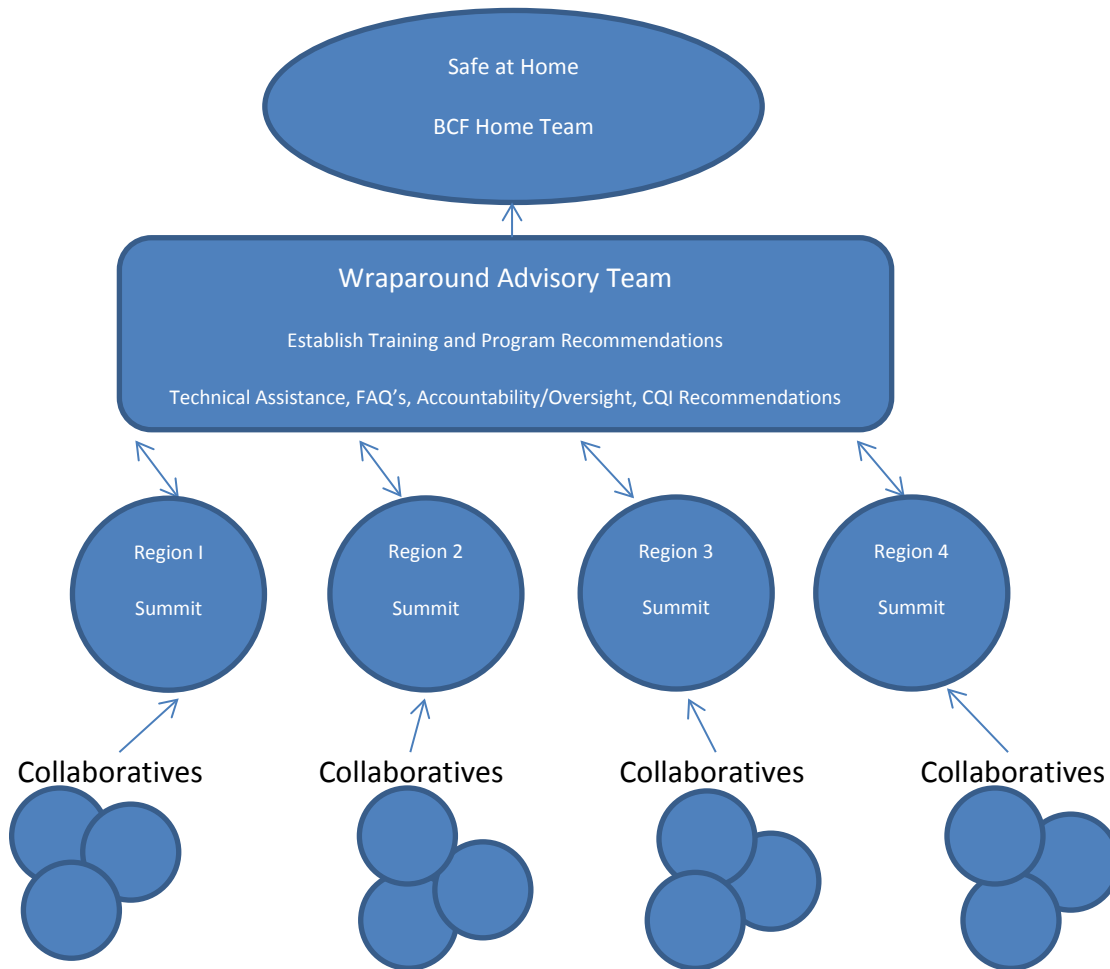 Safe at Home
BCF Home Team
Wraparound Advisory Team
Establish Training and Program Recommendations
Technical Assistance, FAQ’s, Accountability/Oversight, CQI Recommendations
Region I
Summit
Region 2
Summit
Region 3
Summit
Region 4
Summit
Collaboratives
Collaboratives
Collaboratives
Collaboratives